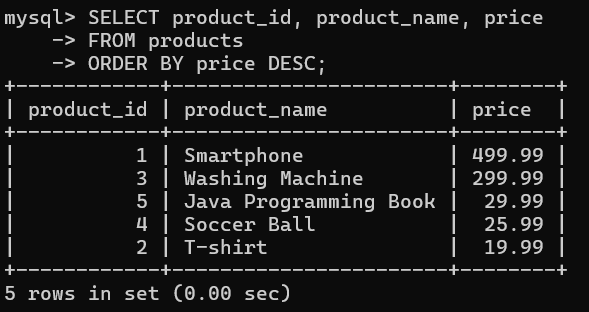 mysql> SELECT product_id, product_name, price
    -> FROM products
    -> ORDER BY price DESC;
+------------+-----------------------+--------+
| product_id | product_name          | price  |
+------------+-----------------------+--------+
|          1 | Smartphone            | 499.99 |
|          3 | Washing Machine       | 299.99 |
|          5 | Java Programming Book |  29.99 |
|          4 | Soccer Ball           |  25.99 |
|          2 | T-shirt               |  19.99 |
+------------+-----------------------+--------+
5 rows in set (0.00 sec)